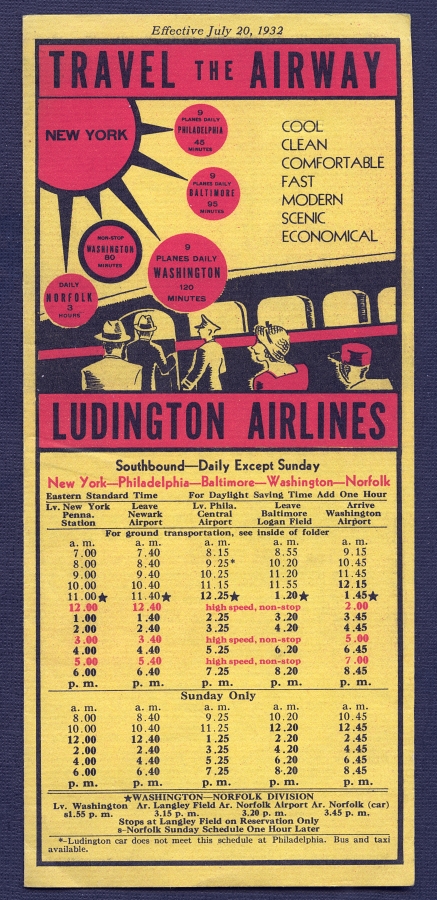 Effective July 20, 1932
TRAVEL THE AIRWAY
NEW YORK
9
PLANES DAILY
PHILADELPHIA
45
MINUTES
9
PLANES DAILY
BALTIMORE
95
MINUTES
NON-STOP
WASHINGTON
80
MINUTES
9
PLANES DAILY
WASHINGTON
120
MINUTES
DAILY
NORFOLK
3
HOURS
COOL
CLEAN
COMFORTABLE
FAST
MODERN
SCENIC
ECONOMICAL
LUDINGTON AIRLINES
Southbound—Daily Except Sunday
New York—Philadelphia—Baltimore—Washington—Norfolk
Eastern Standard Time For Daylight Saving Time Add One Hour
Lv. New York Leave Lv. Phila. Leave Arrive
Penna. Newark Central Baltimore Washington
Station Airport Airport Logan Field Airport
For ground transportation, see inside of folder
a. m. a. m. a. m. a. m. a. m.
7.00 7.40 8.15 8.55 9.15
8.00 8.40 9.25* 10.20 10.45
9.00 9.40 10.25 11.20 11.45
10.00 10.40 11.15 11.55 12.15
11.00★ 11.40★ 12.25★ 1.20★ 1.45★
12.00 12.40 high speed, non-stop 2.00
1.00 1.40 2.25 3.20 3.45
2.00 2.40 3.25 4.20 4.45
3.00 3.40 high speed, non-stop 5.00
4.00 4.40 5.25 6.20 6.45
5.00 5.40 high speed, non-stop 7.00
6.00 6.40 7.25 8.20 8.45
p. m. p. m. p. m. p. m. p. m.
Sunday Only
a. m. a. m. a. m. a. m. a. m.
8.00 8.40 9.25 10.20 10.45
10.00 10.40 11.25 12.20 12.45
12.00 12.40 1.25 2.20 2.45
2.00 2.40 3.25 4.20 4.45
4.00 4.40 5.25 6.20 6.45
6.00 6.40 7.25 8.20 8.45
p. m. p. m. p. m. p. m. p. m.
★WASHINGTON—NORFOLK DIVISION
Lv. Washington Ar. Langley Field Ar. Norfolk Airport Ar. Norfolk (car)
s1.55 p. m. 3.15 p. m. 3.20 p. m. 3.45 p. m.
Stops at Langley Field on Reservation Only
s-Norfolk Sunday Schedule One Hour Later
*-Ludington car does not meet this schedule at Philadelphia. Bus and taxi
available.